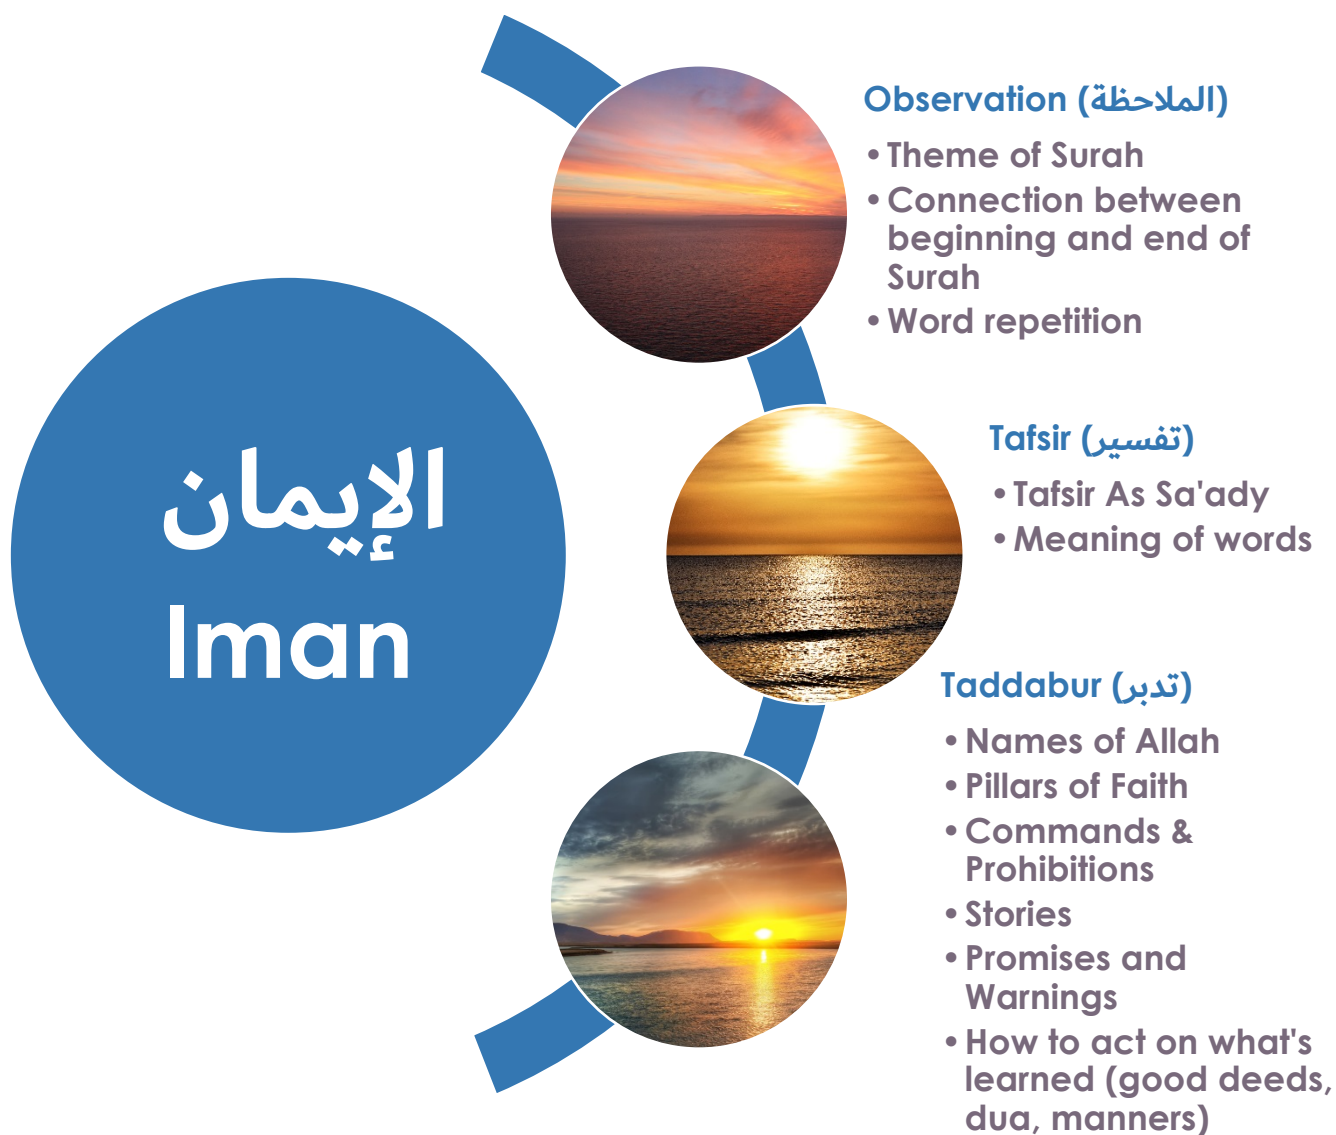 الإيمان
Iman
Observation (الملاحظة)
• Theme of Surah
• Connection between
beginning and end of
Surah
• Word repetition
Tafsir (تفسير)
• Tafsir As Sa'ady
• Meaning of words
Taddabur (تدبر)
• Names of Allah
• Pillars of Faith
• Commands &
Prohibitions
• Stories
• Promises and
Warnings
• How to act on what's
learned (good deeds,
dua, manners)